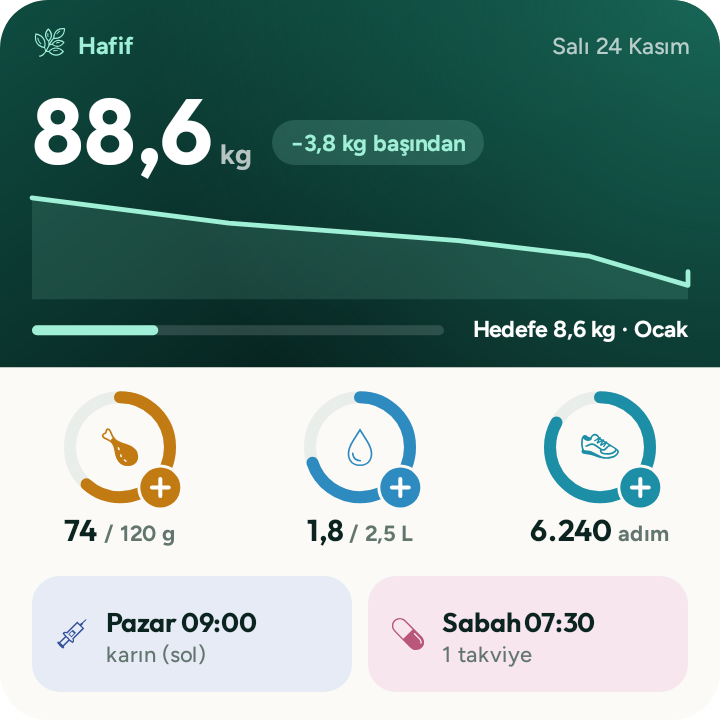 Hafif
Salı 24 Kasım
88,6 kg
−3,8 kg başından
Hedefe 8,6 kg · Ocak
74 / 120 g
1,8 / 2,5 L
6.240 adım
Pazar 09:00
karın (sol)
Sabah 07:30
1 takviye